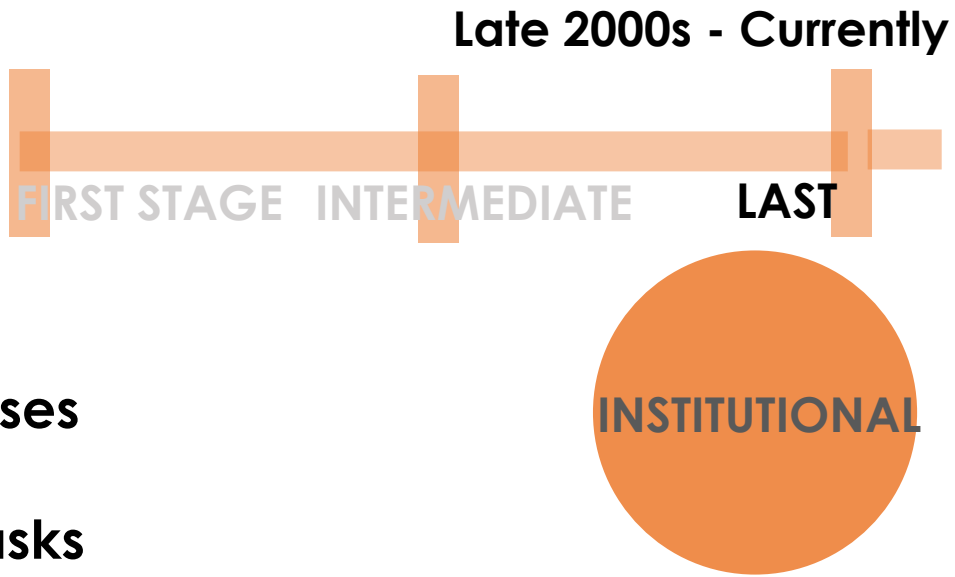 Late 2000s - Currently
FIRST STAGE INTERMEDIATE LAST
INSTITUTIONAL
ses
sks